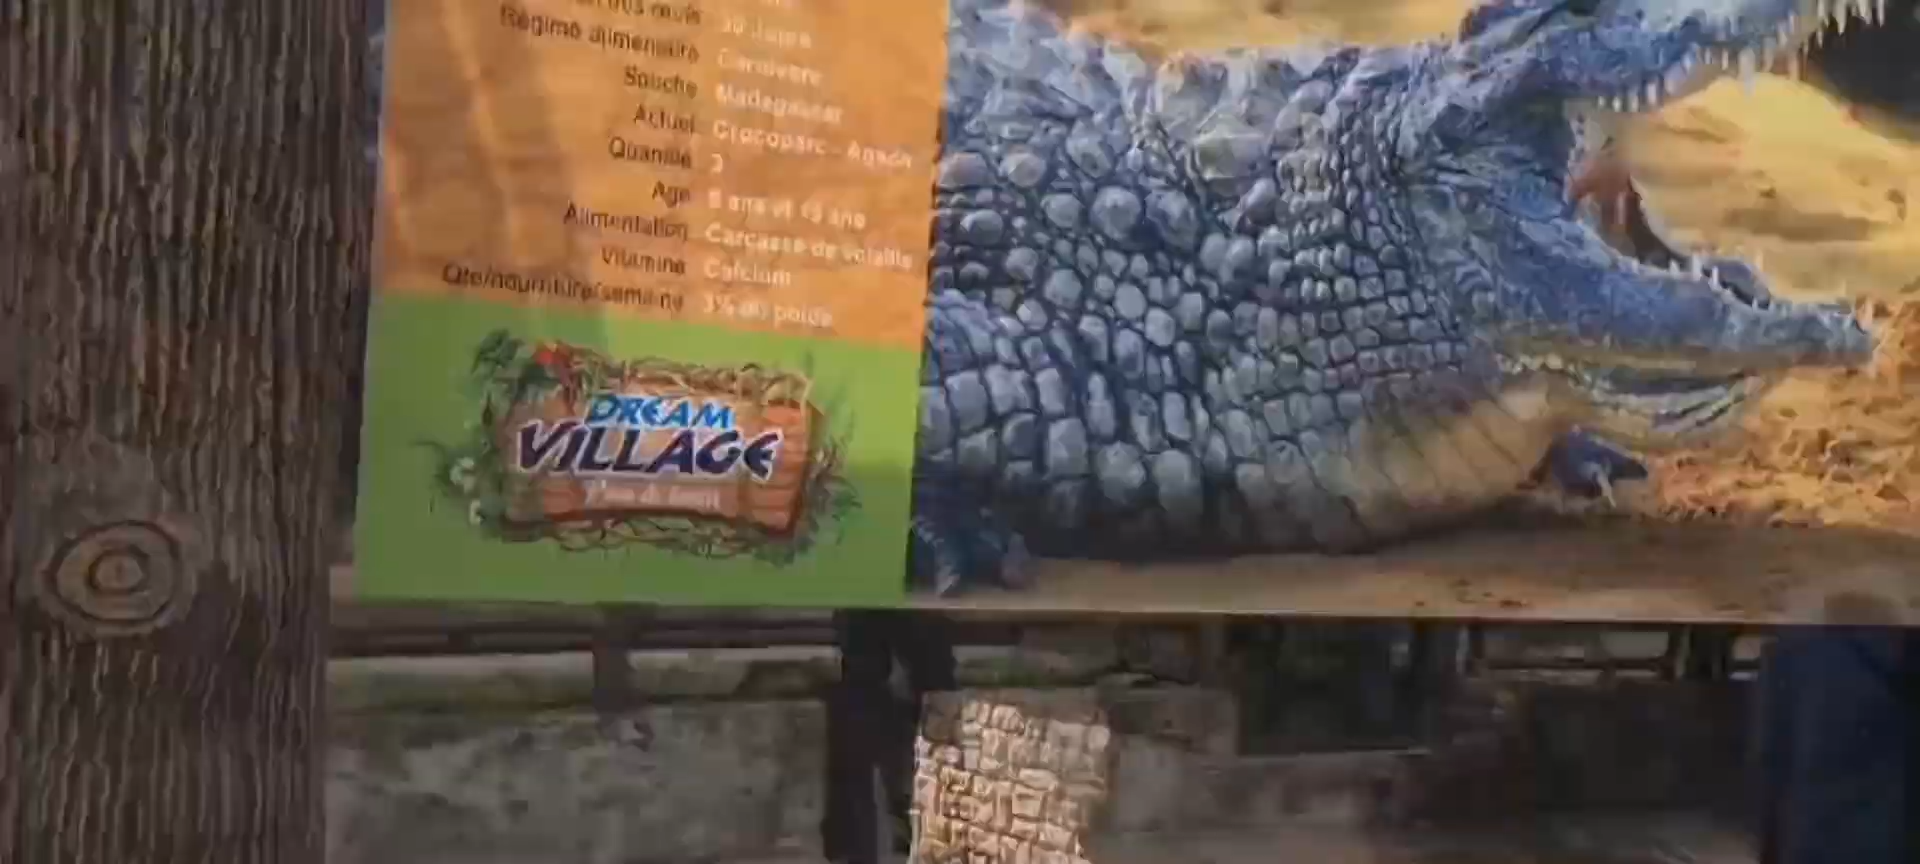 Régime alimentaire Carnivore
Souche Madagascar
Actuel Crocoparc - Agadir
Quantité
Age 8 ans et 13 ans
Alimentation Carcasse de volaille
Vitamine Calcium
Qte/nourriture/semaine 3% du poids
DREAM
VILLAGE